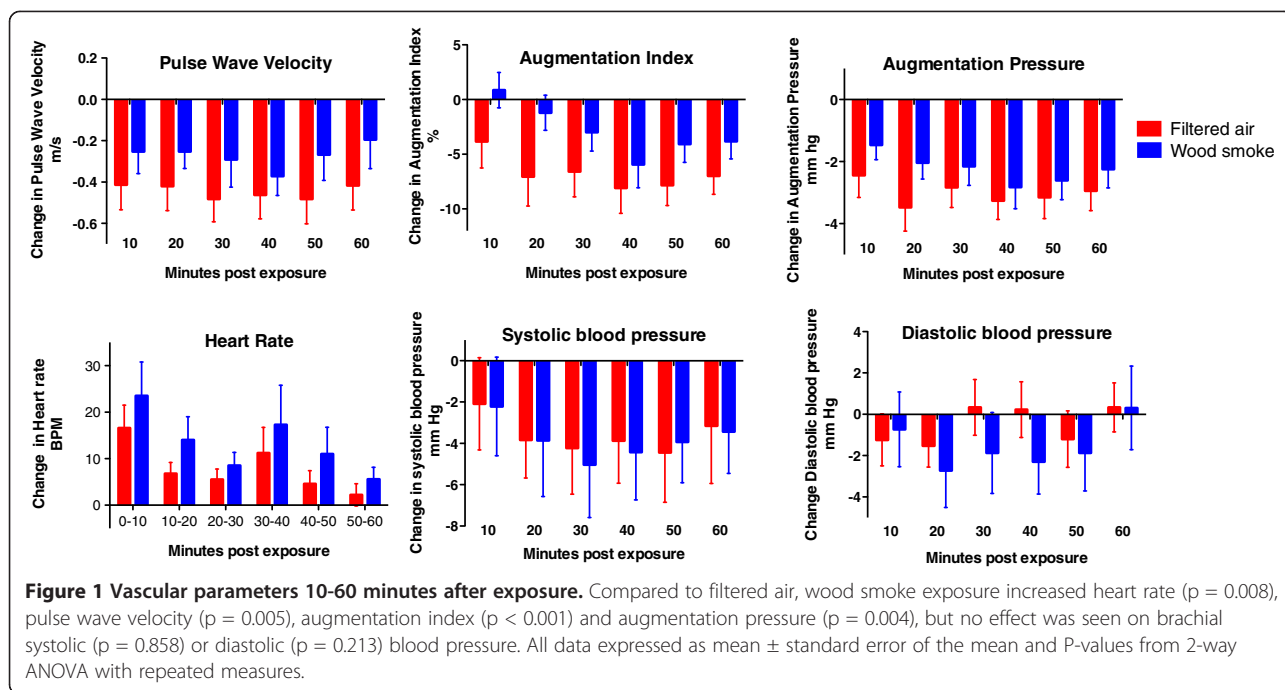 Pulse Wave Velocity
Change in Pulse Wave Velocity
m/s
0.2
0.0
-0.2
-0.4
-0.6
10 20 30 40 50 60
Minutes post exposure
Augmentation Index
Change in Augmentation Index
%
5
0
-5
-10
10 20 30 40 50 60
Minutes post exposure
Augmentation Pressure
Change in Augmentation Pressure
mm hg
0
-2
-4
10 20 30 40 50 60
Minutes post exposure
Filtered air
Wood smoke
Heart Rate
Change in Heart rate
BPM
30
20
10
0
0-10 10-20 20-30 30-40 40-50 50-60
Minutes post exposure
Systolic blood pressure
Change in systolic blood pressure
mm Hg
0
-2
-4
-6
-8
10 20 30 40 50 60
Minutes post exposure
Diastolic blood pressure
Change Diastolic blood pressure
mm Hg
4
2
0
-2
-4
10 20 30 40 50 60
Minutes post exposure
Figure 1 Vascular parameters 10-60 minutes after exposure. Compared to filtered air, wood smoke exposure increased heart rate (p = 0.008),
pulse wave velocity (p = 0.005), augmentation index (p < 0.001) and augmentation pressure (p = 0.004), but no effect was seen on brachial
systolic (p = 0.858) or diastolic (p = 0.213) blood pressure. All data expressed as mean ± standard error of the mean and P-values from 2-way
ANOVA with repeated measures.